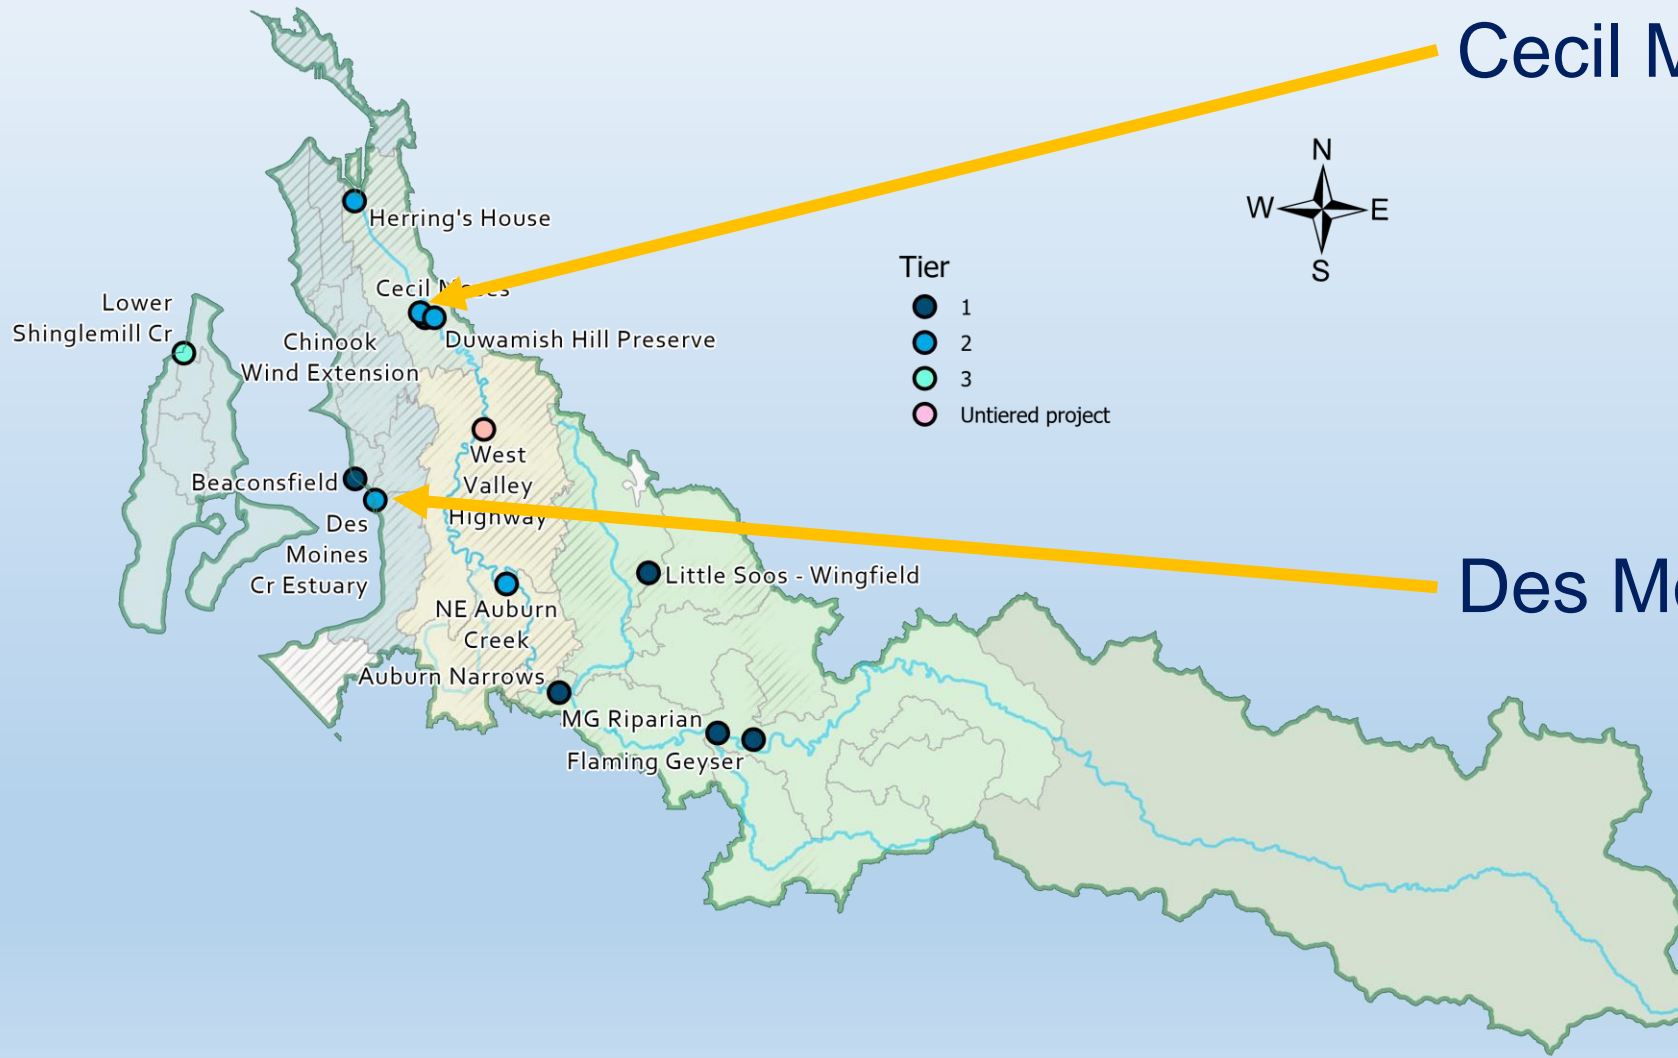 Cecil M
N
W E
S
Herring's House
Tier
1
2
3
Untiered project
Cecil Moses
Lower
Shinglemill Cr
Chinook
Wind Extension
Duwamish Hill Preserve
West
Valley
Highway
Beaconsfield
Des
Moines
Cr Estuary
Des Mo
Little Soos - Wingfield
NE Auburn
Creek
Auburn Narrows
MG Riparian
Flaming Geyser